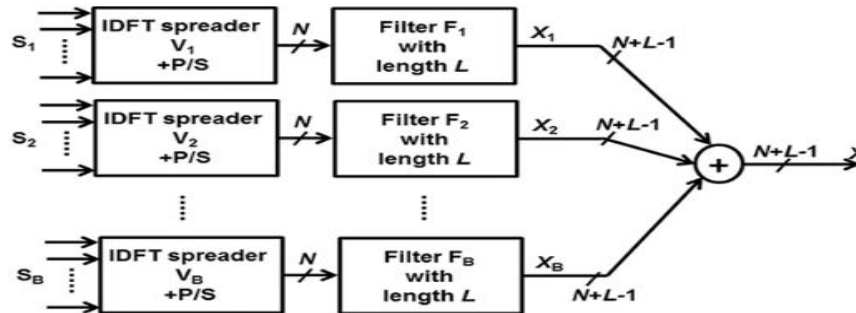 S1
IDFT spreader
V1
+P/S
N
Filter F1
with
length L
X1
N+L-1
S2
IDFT spreader
V2
+P/S
N
Filter F2
with
length L
X2
N+L-1
+
N+L-1
SB
IDFT spreader
VB
+P/S
N
Filter FB
with
length L
XB
N+L-1